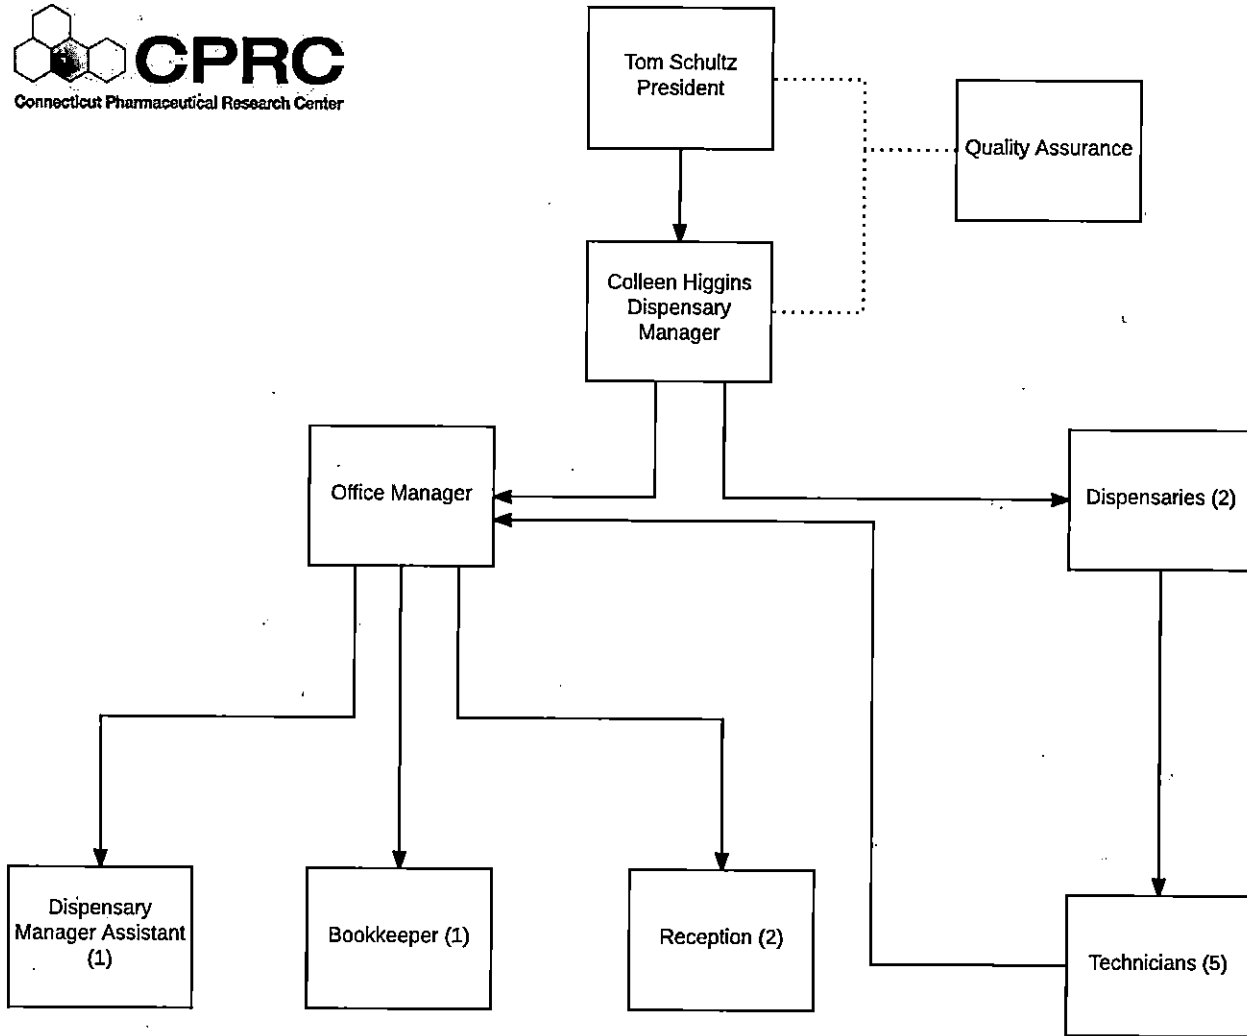 CPRC
Connecticut Pharmaceutical Research Center
Tom Schultz
President
Quality Assurance
Colleen Higgins
Dispensary
Manager
Office Manager
Dispensaries (2)
Dispensary
Manager Assistant
(1)
Bookkeeper (1)
Reception (2)
Technicians (5)